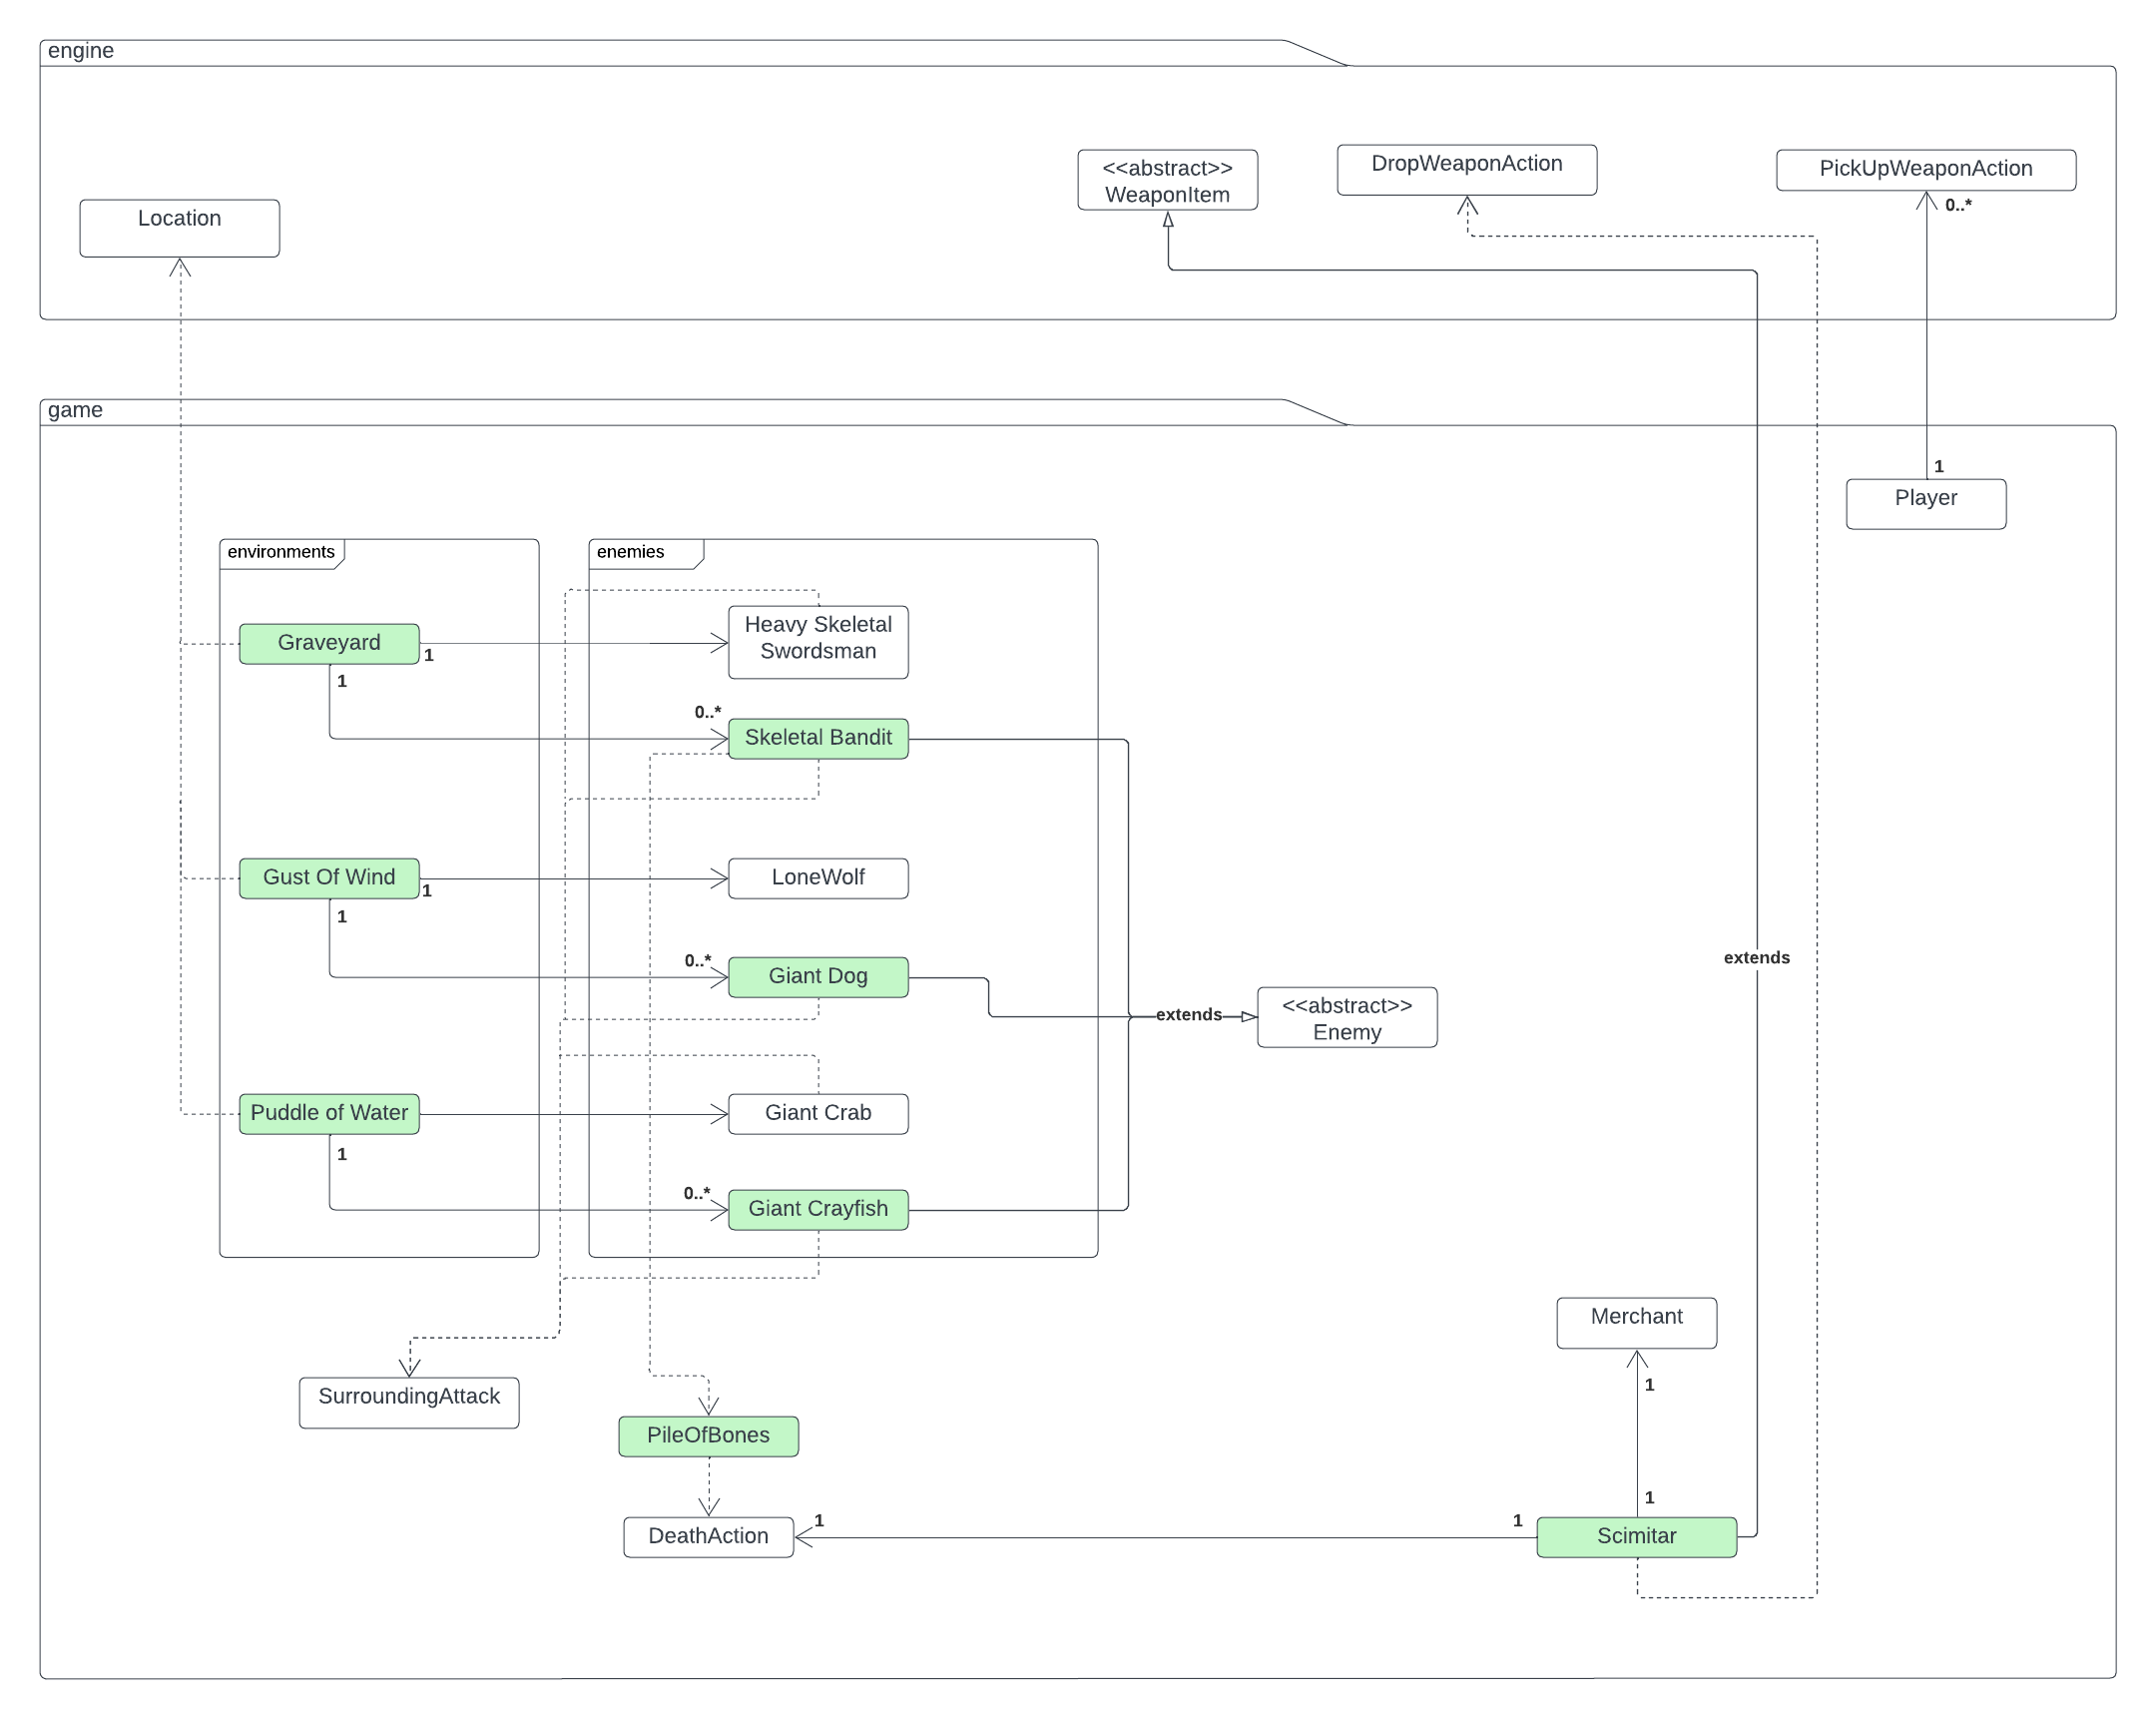 engine
<<abstract>>
WeaponItem
DropWeaponAction
PickUpWeaponAction
0..*
Location
game
1
Player
environments
enemies
Graveyard
1
1
Heavy Skeletal
Swordsman
0..*
Skeletal Bandit
Gust Of Wind
1
1
LoneWolf
0..*
Giant Dog
extends
<<abstract>>
Enemy
extends
Puddle of Water
1
Giant Crab
0..*
Giant Crayfish
Merchant
1
SurroundingAttack
PileOfBones
1
DeathAction
1
1
Scimitar